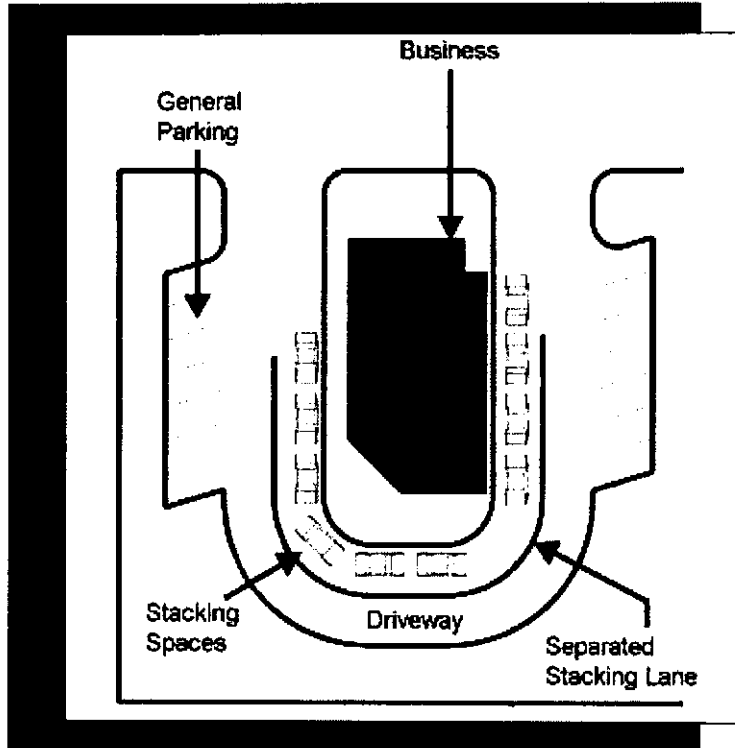 Business
General
Parking
Stacking
Spaces
Driveway
Separated
Stacking Lane